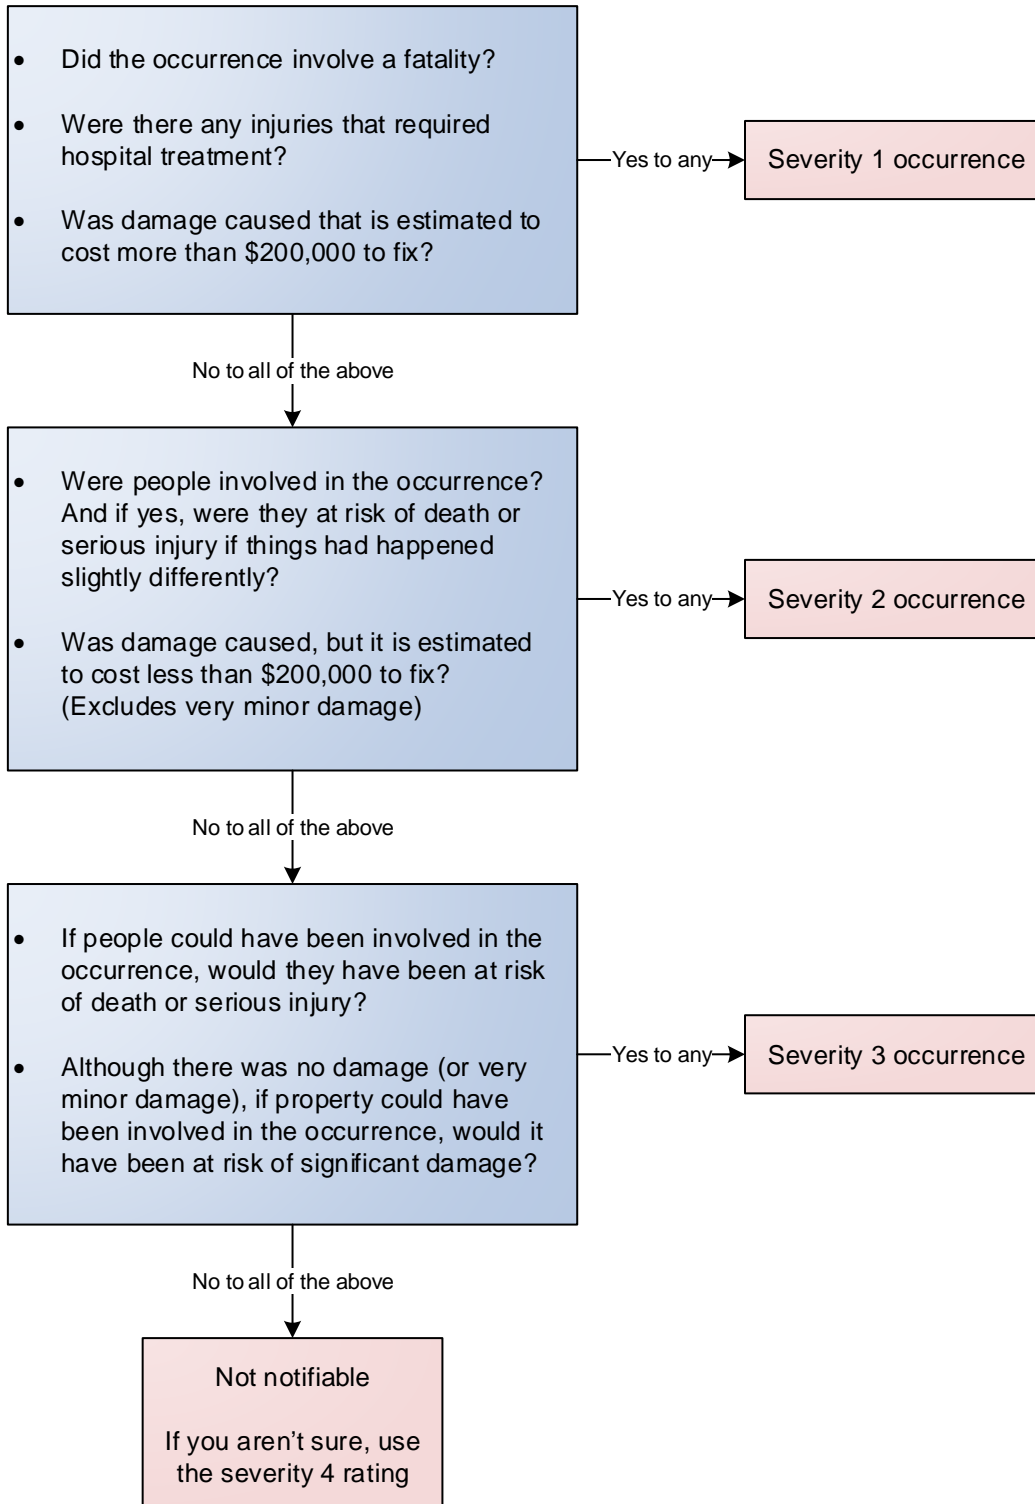 • Did the occurrence involve a fatality?
• Were there any injuries that required
hospital treatment?
• Was damage caused that is estimated to
cost more than $200,000 to fix?
Yes to any
Severity 1 occurrence
No to all of the above
• Were people involved in the occurrence?
And if yes, were they at risk of death or
serious injury if things had happened
slightly differently?
• Was damage caused, but it is estimated
to cost less than $200,000 to fix?
(Excludes very minor damage)
Yes to any
Severity 2 occurrence
No to all of the above
• If people could have been involved in the
occurrence, would they have been at risk
of death or serious injury?
• Although there was no damage (or very
minor damage), if property could have
been involved in the occurrence, would it
have been at risk of significant damage?
Yes to any
Severity 3 occurrence
No to all of the above
Not notifiable
If you aren't sure, use
the severity 4 rating